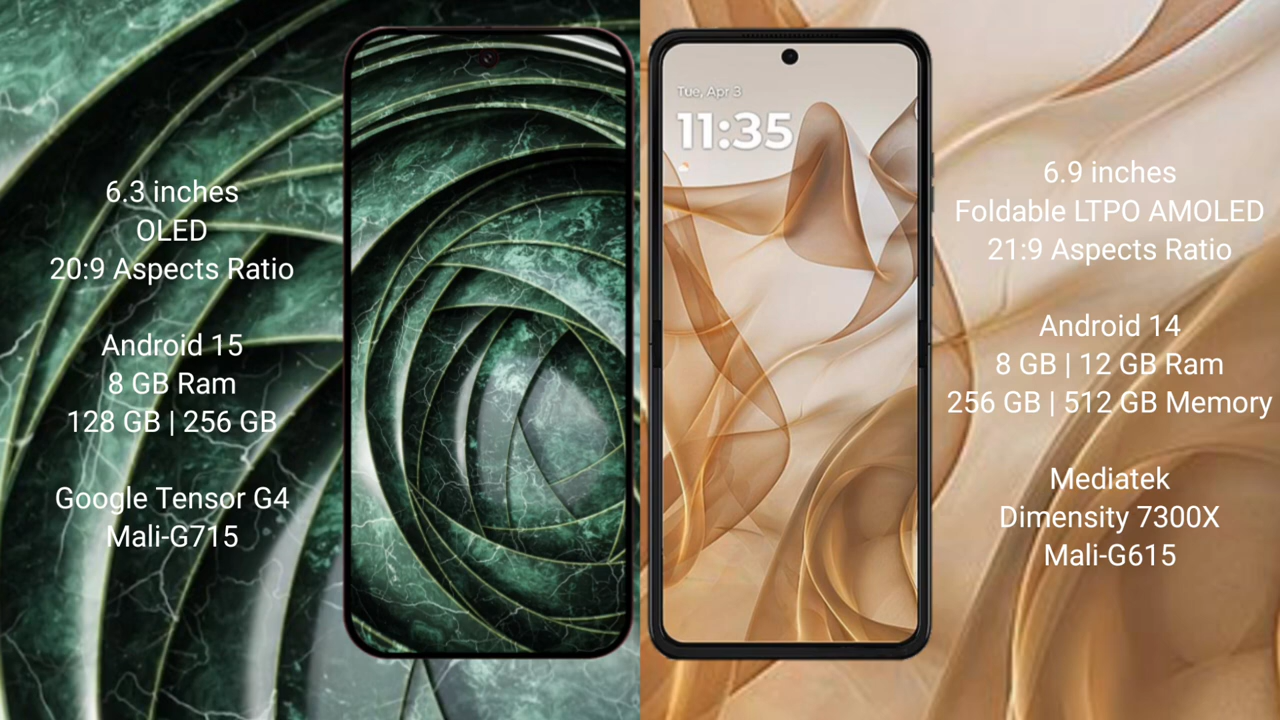 6.3 inches
OLED
20:9 Aspects Ratio
Android 15
8 GB Ram
128 GB | 256 GB
Google Tensor G4
Mali-G715
Tue, Apr 3
11:35
6.9 inches
Foldable LTPO AMOLED
21:9 Aspects Ratio
Android 14
8 GB | 12 GB Ram
256 GB | 512 GB Memory
Mediatek
Dimensity 7300X
Mali-G615